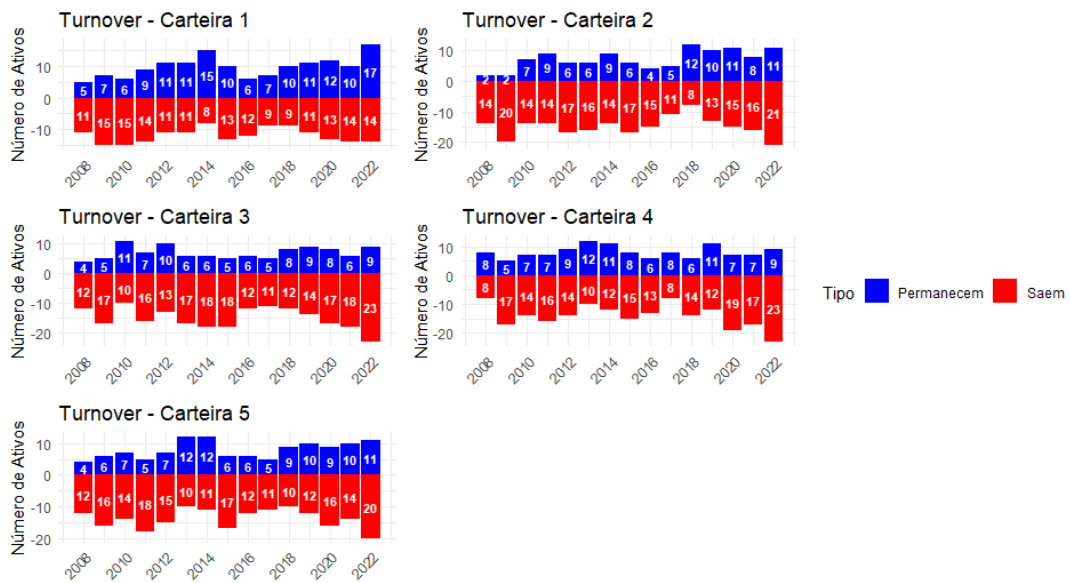 Turnover - Carteira 1
Número de Ativos
10
0
-10
5 7 6 9 11 11 15 10 6 7 10 11 12 10 17
11 15 15 14 11 11 8 13 12 9 9 11 13 14 14
2008 2010 2012 2014 2016 2018 2020 2022
Turnover - Carteira 2
Número de Ativos
10
0
-10
-20
2 2 7 9 6 6 9 6 4 5 12 10 11 8 11
14 20 14 14 17 16 14 17 15 11 8 13 15 16 21
2008 2010 2012 2014 2016 2018 2020 2022
Turnover - Carteira 3
Número de Ativos
10
0
-10
-20
4 5 11 7 10 6 6 5 6 5 8 9 8 6 9
12 17 10 16 13 17 18 18 12 11 12 14 17 18 23
2008 2010 2012 2014 2016 2018 2020 2022
Turnover - Carteira 4
Número de Ativos
10
0
-10
-20
8 5 7 7 9 12 11 8 6 8 6 11 7 7 9
8 17 14 16 14 10 12 15 13 8 14 12 19 17 23
2008 2010 2012 2014 2016 2018 2020 2022
Tipo Permanecem Saem
Turnover - Carteira 5
Número de Ativos
10
0
-10
-20
4 6 7 5 7 12 12 6 6 5 9 10 9 10 11
12 16 14 18 15 10 11 17 12 11 10 12 16 14 20
2008 2010 2012 2014 2016 2018 2020 2022